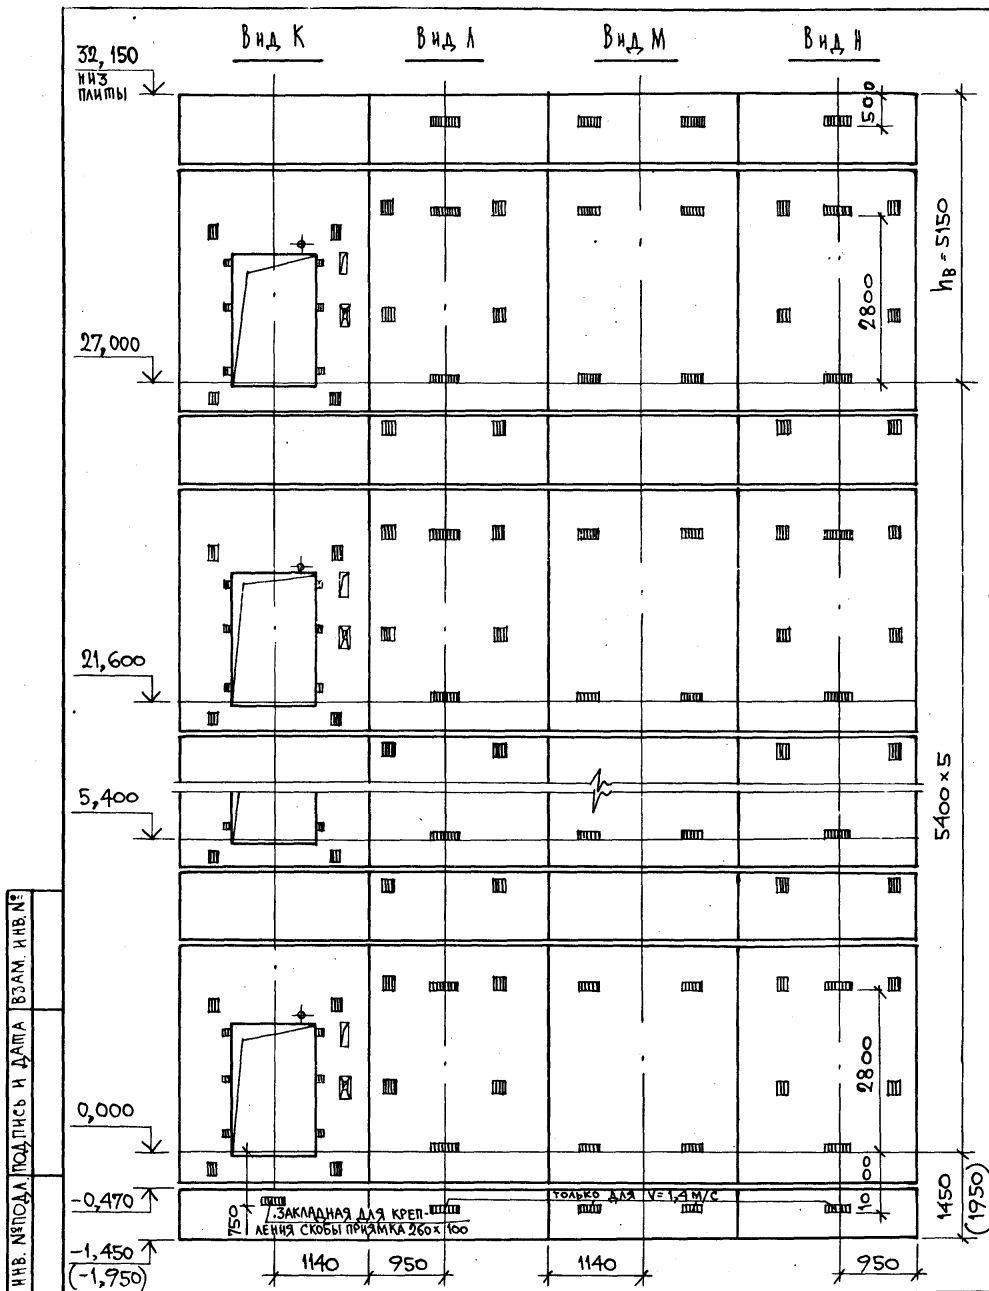 Вид К
Вид Л
Вид М
Вид Н
32,150
низ
плиты
500
hв = 5150
2800
27,000
21,600
5,400
5400 × 5
2800
0,000
1000
-0,470
750
ЗАКЛАДНАЯ ДЛЯ КРЕП-
ЛЕНИЯ СКОБЫ ПРИЯМКА 260 × 100
ТОЛЬКО ДЛЯ V = 1,4 М/С
1450
(1950)
-1,450
(-1,950)
1140
950
1140
950
ИНВ. № ПОДЛ.
ПОДПИСЬ И ДАТА
ВЗАМ. ИНВ. №